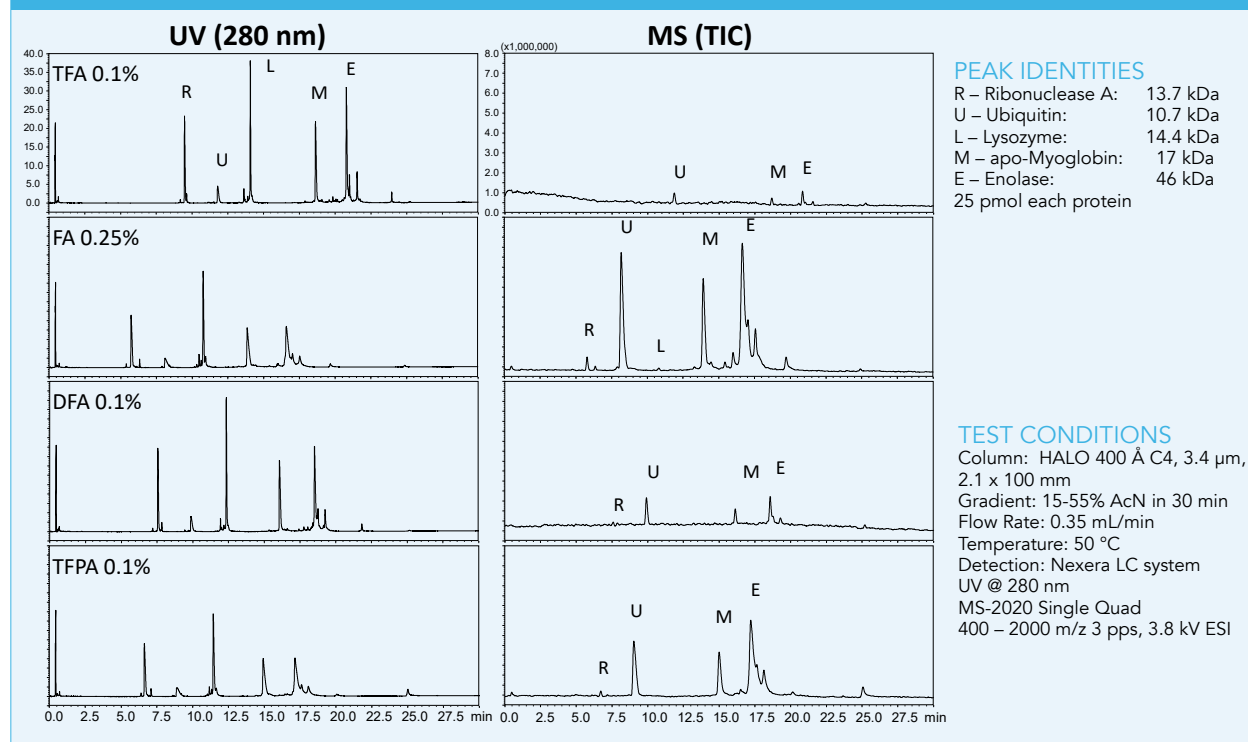 UV (280 nm)
MS (TIC)
40.0
35.0
30.0
25.0
20.0
15.0
10.0
5.0
0.0
TFA 0.1%
R
U
L
M
E
(x1,000,000)
8.0
7.0
6.0
5.0
4.0
3.0
2.0
1.0
0.0
U
M
E
FA 0.25%
R
U
L
M
E
DFA 0.1%
R
U
M
E
TFPA 0.1%
R
U
M
E
0.0 2.5 5.0 7.5 10.0 12.5 15.0 17.5 20.0 22.5 25.0 27.5 min
0.0 2.5 5.0 7.5 10.0 12.5 15.0 17.5 20.0 22.5 25.0 27.5 min
PEAK IDENTITIES
R – Ribonuclease A: 13.7 kDa
U – Ubiquitin: 10.7 kDa
L – Lysozyme: 14.4 kDa
M – apo-Myoglobin: 17 kDa
E – Enolase: 46 kDa
25 pmol each protein
TEST CONDITIONS
Column: HALO 400 Å C4, 3.4 µm,
2.1 x 100 mm
Gradient: 15-55% AcN in 30 min
Flow Rate: 0.35 mL/min
Temperature: 50 °C
Detection: Nexera LC system
UV @ 280 nm
MS-2020 Single Quad
400 – 2000 m/z 3 pps, 3.8 kV ESI